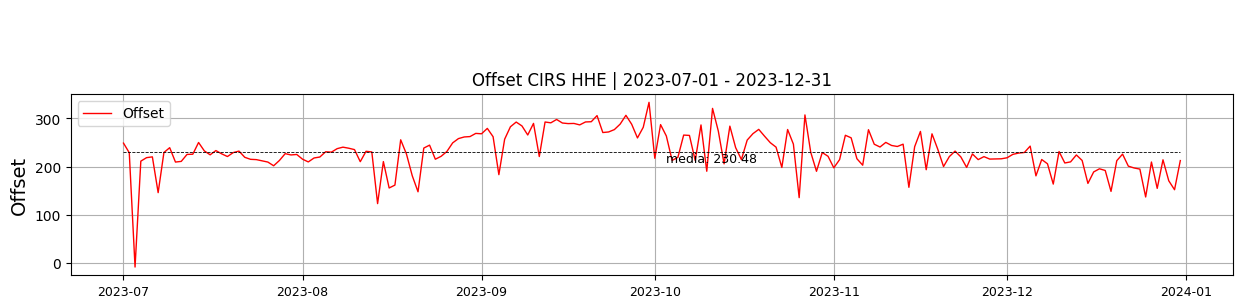 Offset CIRS HHE | 2023-07-01 - 2023-12-31
Offset
Offset
300
200
100
0
media: 230.48
2023-07 2023-08 2023-09 2023-10 2023-11 2023-12 2024-01